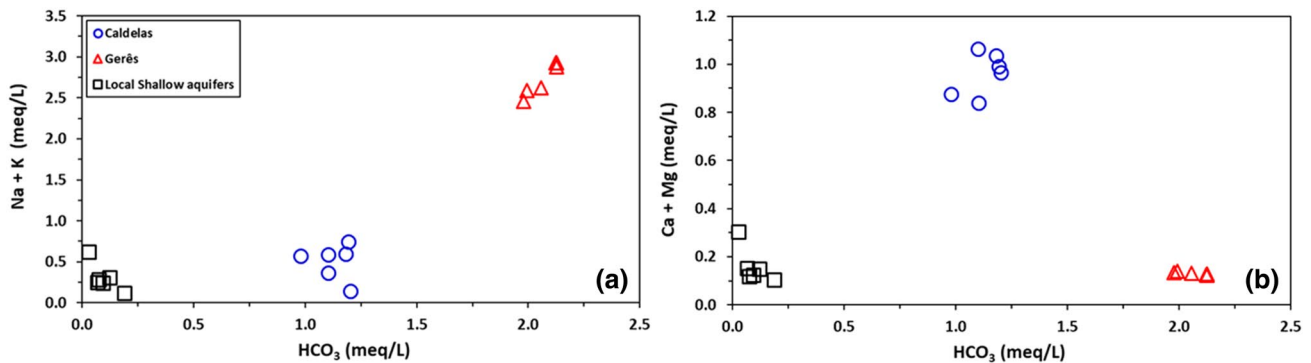 3.5
3.0
2.5
2.0
1.5
1.0
0.5
0.0
Na + K (meq/L)
Caldelas
Gerês
Local Shallow aquifers
(a)
0.0 0.5 1.0 1.5 2.0 2.5
HCO3 (meq/L)
1.2
1.0
0.8
0.6
0.4
0.2
0.0
Ca + Mg (meq/L)
(b)
0.0 0.5 1.0 1.5 2.0 2.5
HCO3 (meq/L)